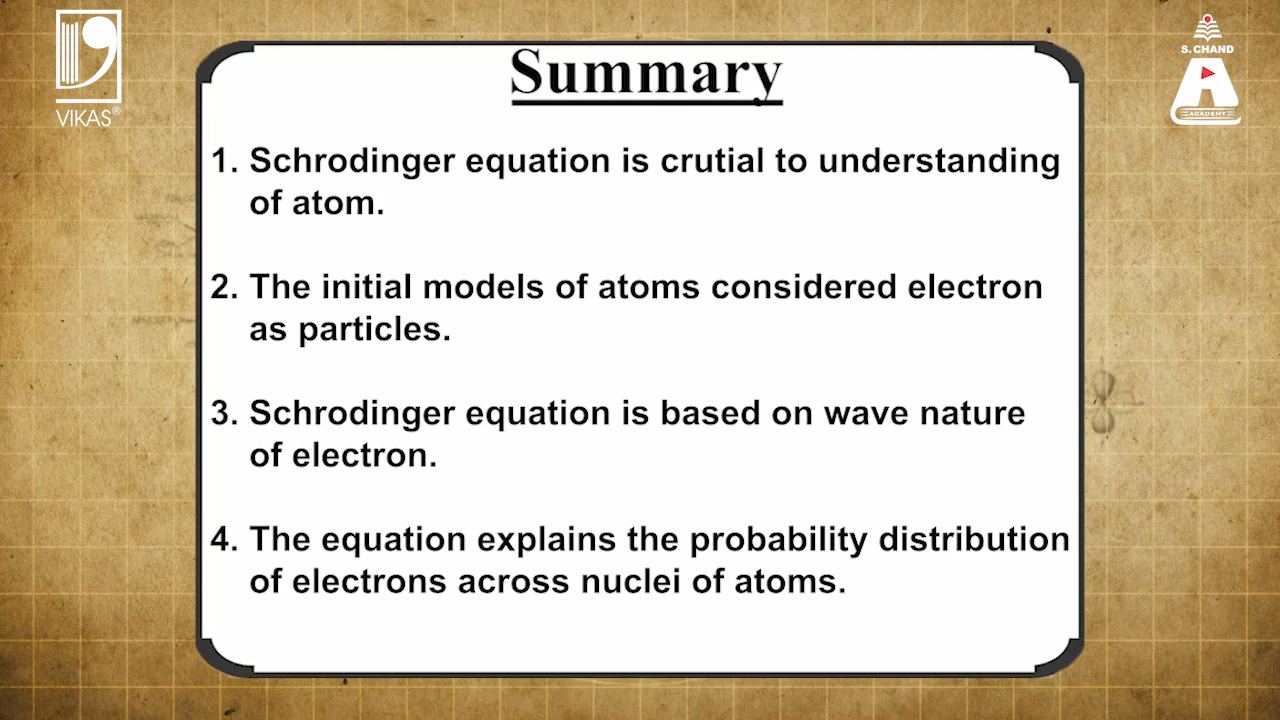 VIKAS®
S. CHAND
ACADEMY
Summary
1. Schrodinger equation is crutial to understanding
of atom.
2. The initial models of atoms considered electron
as particles.
3. Schrodinger equation is based on wave nature
of electron.
4. The equation explains the probability distribution
of electrons across nuclei of atoms.